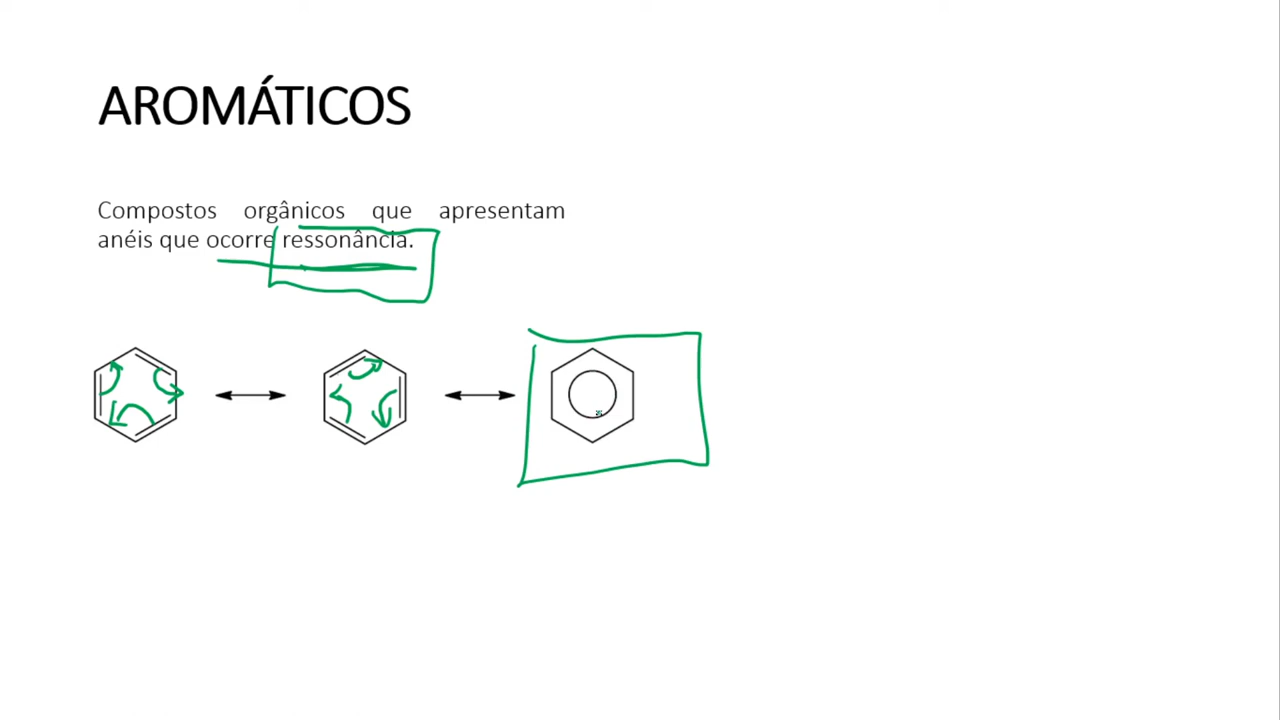 AROMÁTICOS
Compostos orgânicos que apresentam
anéis que ocorre ressonância.